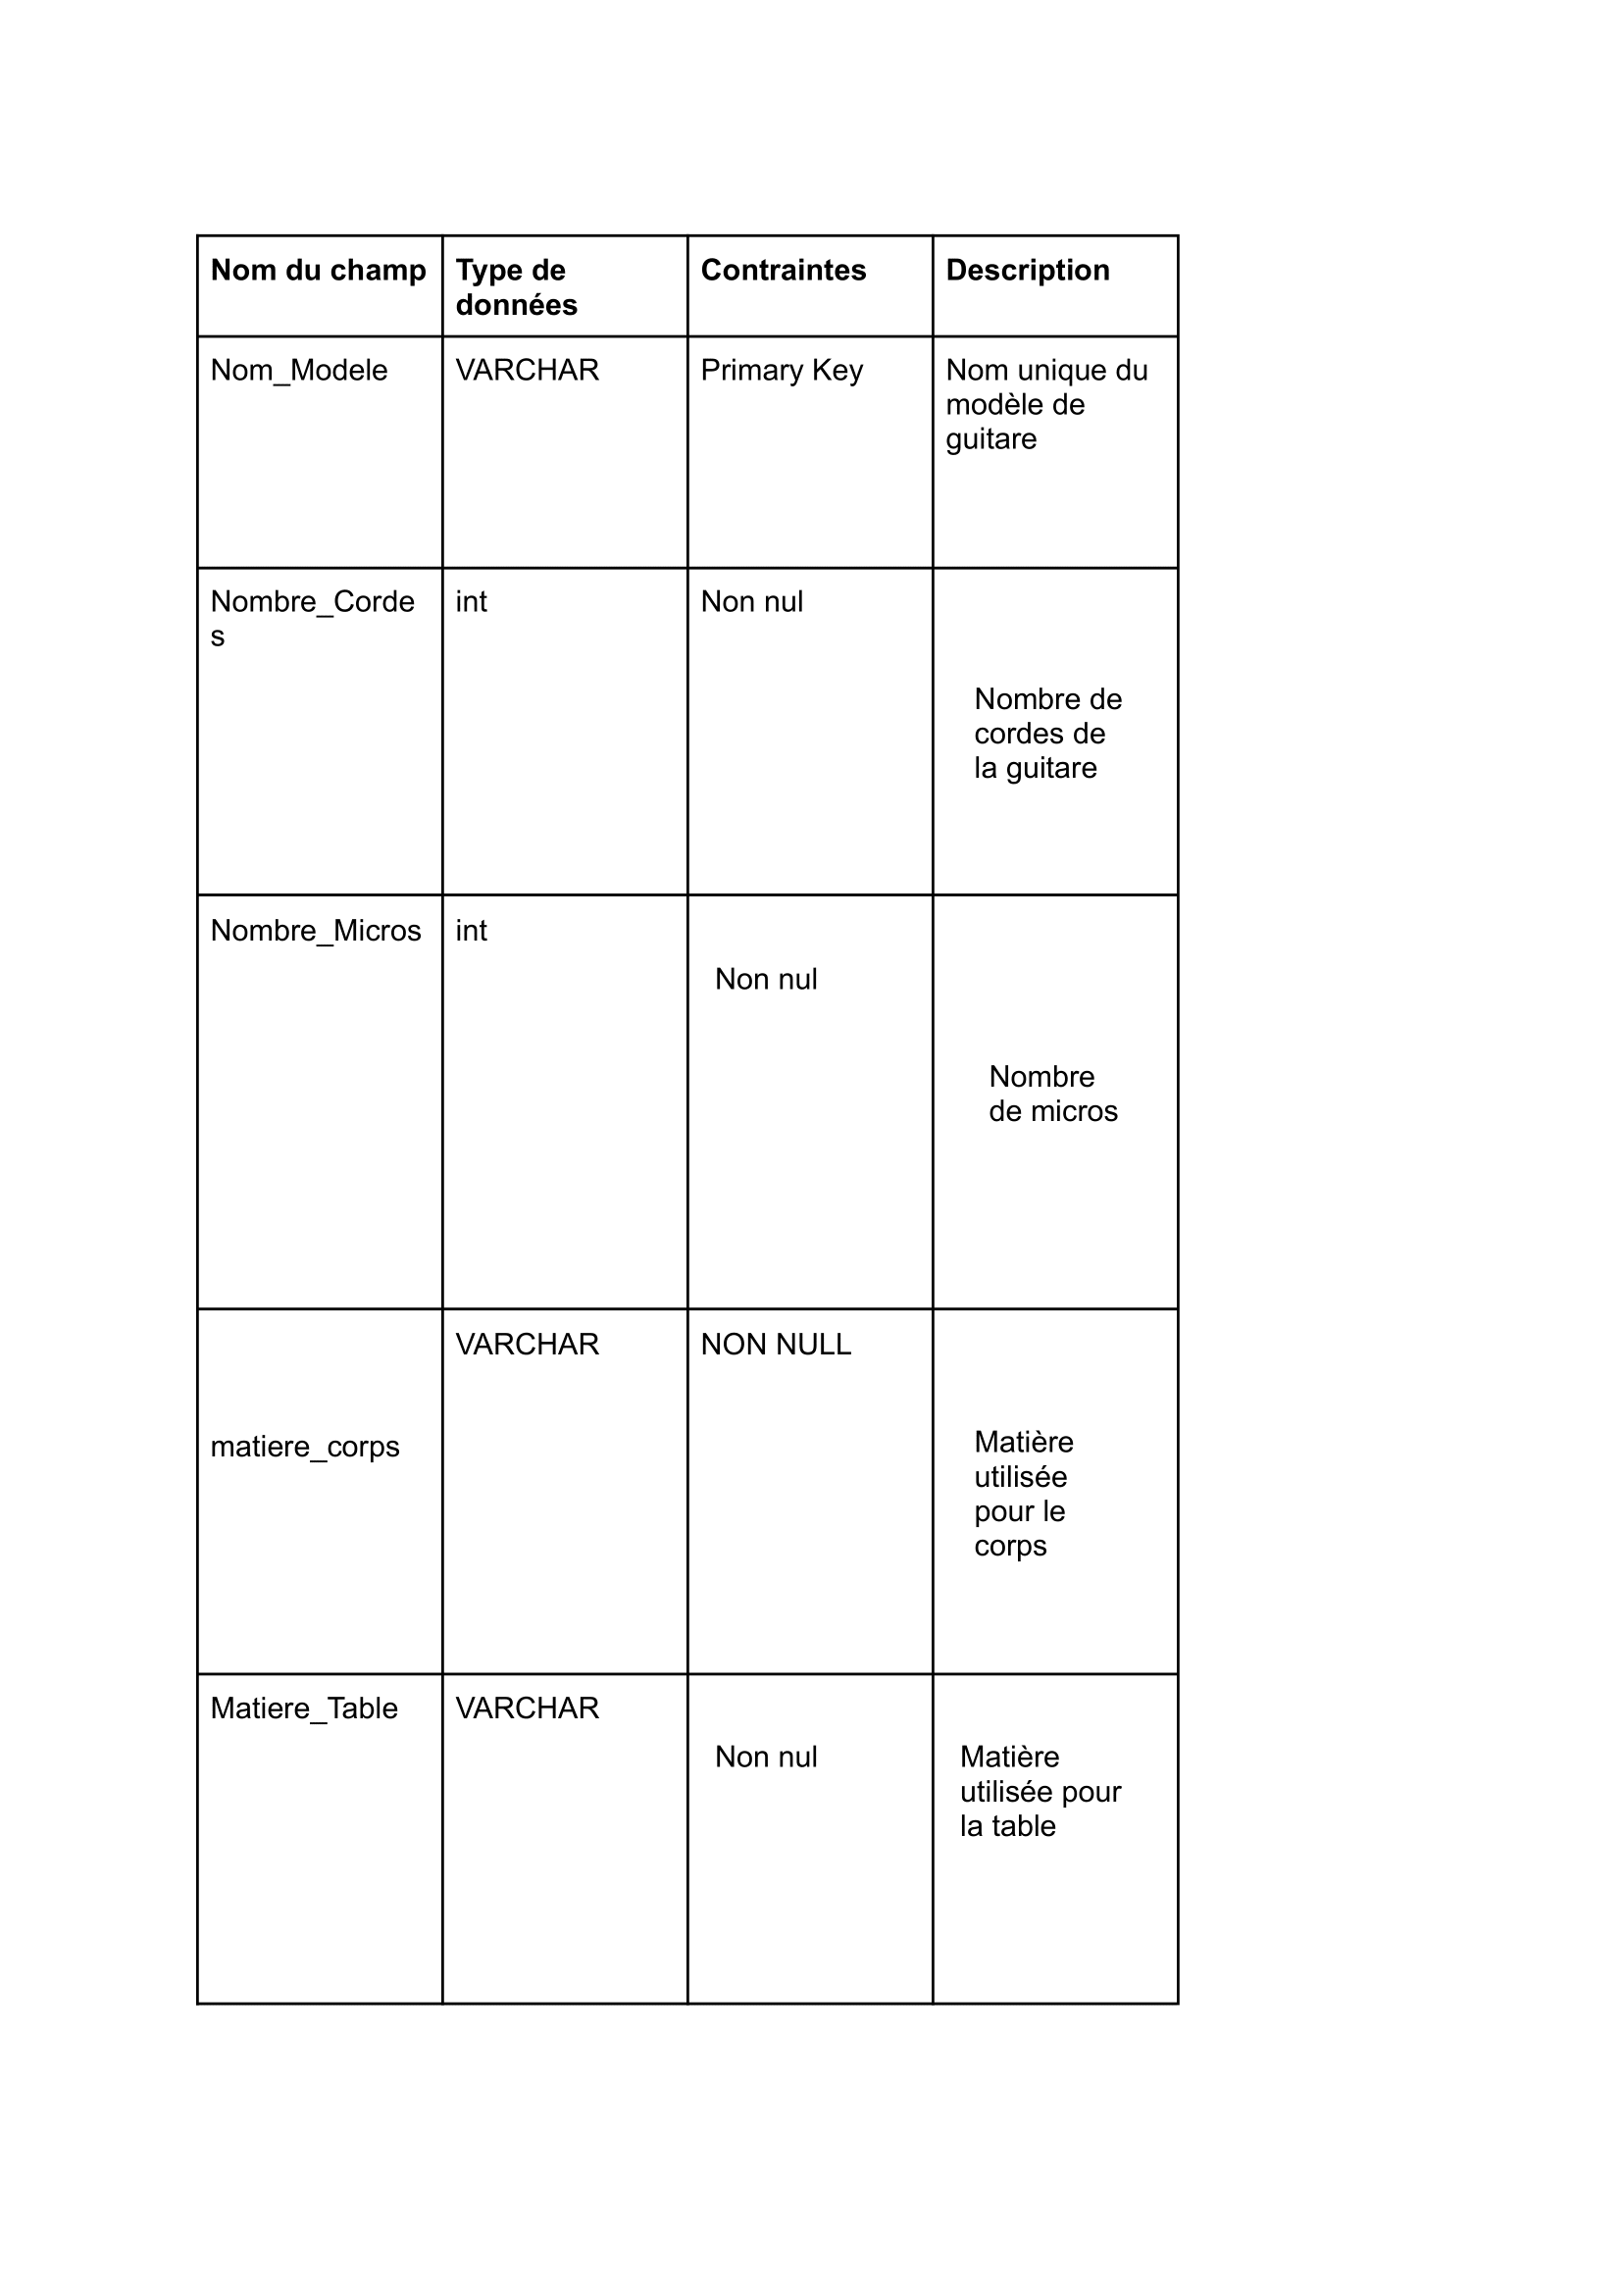 Nom du champ
Type de
données
Contraintes
Description
Nom_Modele
VARCHAR
Primary Key
Nom unique du
modèle de
guitare
Nombre_Corde
s
int
Non nul
Nombre de
cordes de
la guitare
Nombre_Micros
int
Non nul
Nombre
de micros
matiere_corps
VARCHAR
NON NULL
Matière
utilisée
pour le
corps
Matiere_Table
VARCHAR
Non nul
Matière
utilisée pour
la table